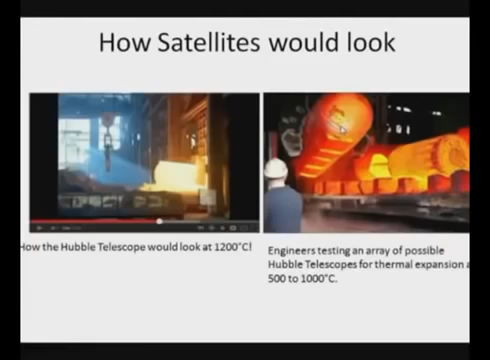 How Satellites would look
How the Hubble Telescope would look at 1200°C!
Engineers testing an array of possible
Hubble Telescopes for thermal expansion
500 to 1000°C.